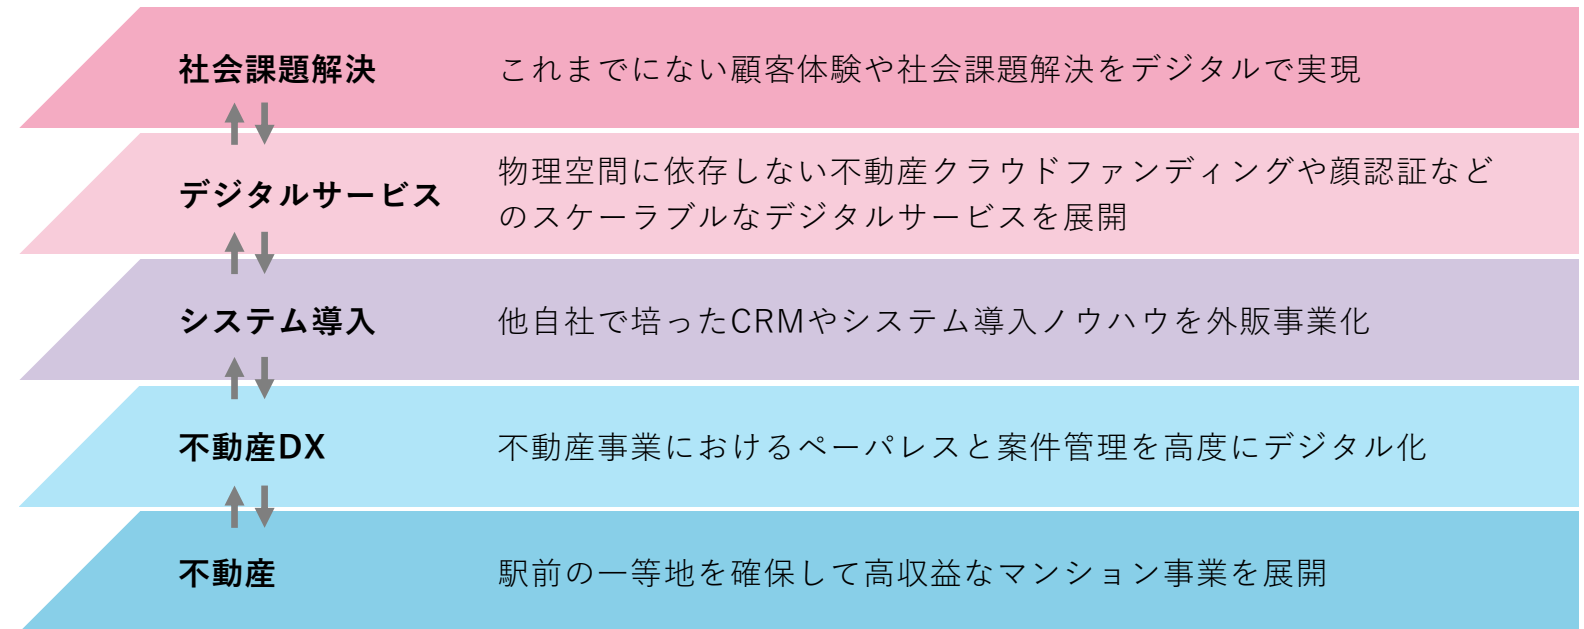 社会課題解決
これまでにない顧客体験や社会課題解決をデジタルで実現
デジタルサービス
物理空間に依存しない不動産クラウドファンディングや顔認証など
のスケーラブルなデジタルサービスを展開
システム導入
他自社で培ったCRMやシステム導入ノウハウを外販事業化
不動産DX
不動産事業におけるペーパレスと案件管理を高度にデジタル化
不動産
駅前の一等地を確保して高収益なマンション事業を展開